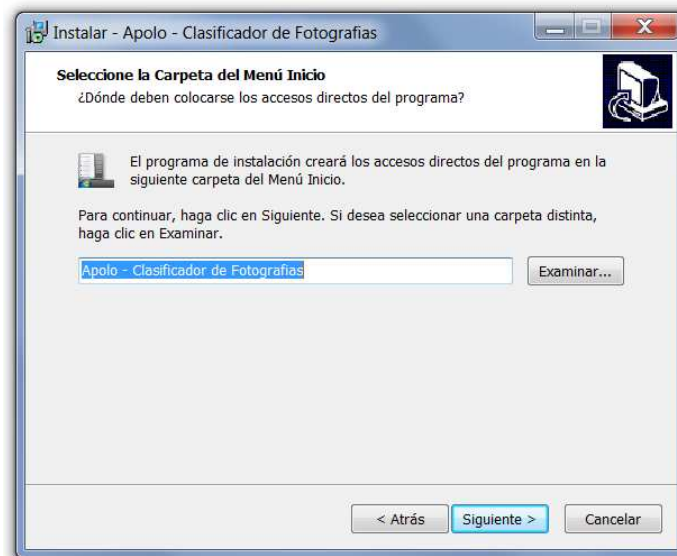 Instalar - Apolo - Clasificador de Fotografias
Seleccione la Carpeta del Menú Inicio
¿Dónde deben colocarse los accesos directos del programa?
El programa de instalación creará los accesos directos del programa en la
siguiente carpeta del Menú Inicio.
Para continuar, haga clic en Siguiente. Si desea seleccionar una carpeta distinta,
haga clic en Examinar.
Apolo - Clasificador de Fotografias
Examinar...
< Atrás
Siguiente >
Cancelar